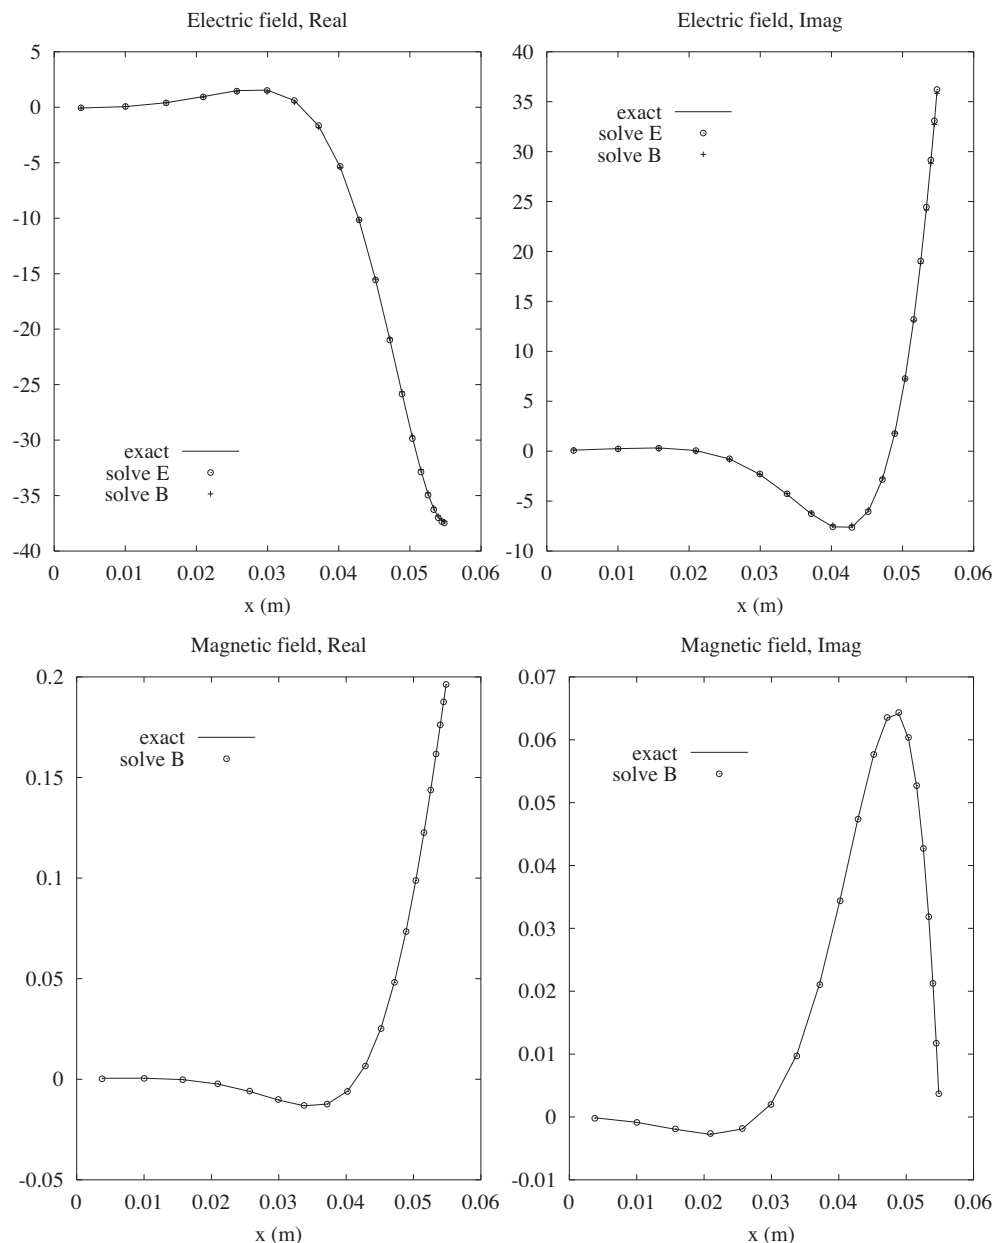 Electric field, Real
5
0
-5
-10
-15
-20
-25
-30
-35
-40
exact
solve E
solve B
0 0.01 0.02 0.03 0.04 0.05 0.06
x (m)
Electric field, Imag
40
35
30
25
20
15
10
5
0
-5
-10
exact
solve E
solve B
0 0.01 0.02 0.03 0.04 0.05 0.06
x (m)
Magnetic field, Real
0.2
0.15
0.1
0.05
0
-0.05
exact
solve B
0 0.01 0.02 0.03 0.04 0.05 0.06
x (m)
Magnetic field, Imag
0.07
0.06
0.05
0.04
0.03
0.02
0.01
0
-0.01
exact
solve B
0 0.01 0.02 0.03 0.04 0.05 0.06
x (m)